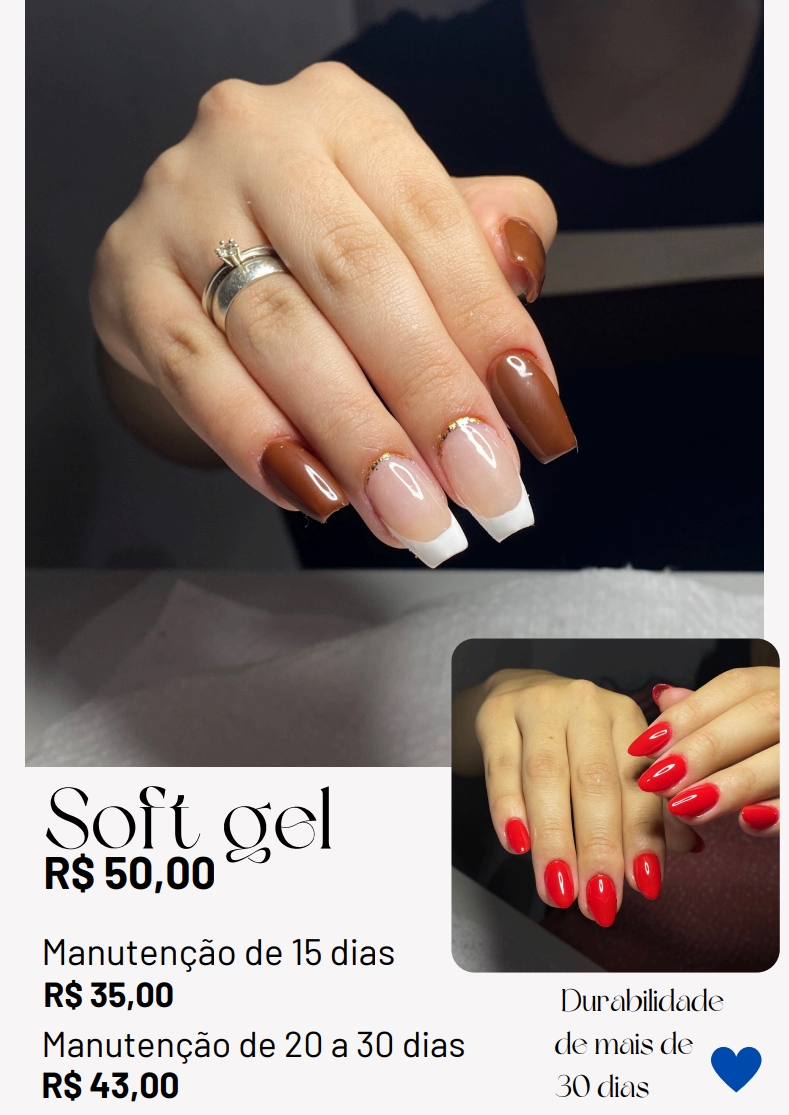 Soft gel
R$ 50,00
Manutenção de 15 dias
R$ 35,00
Manutenção de 20 a 30 dias
R$ 43,00
Durabilidade
de mais de
30 dias